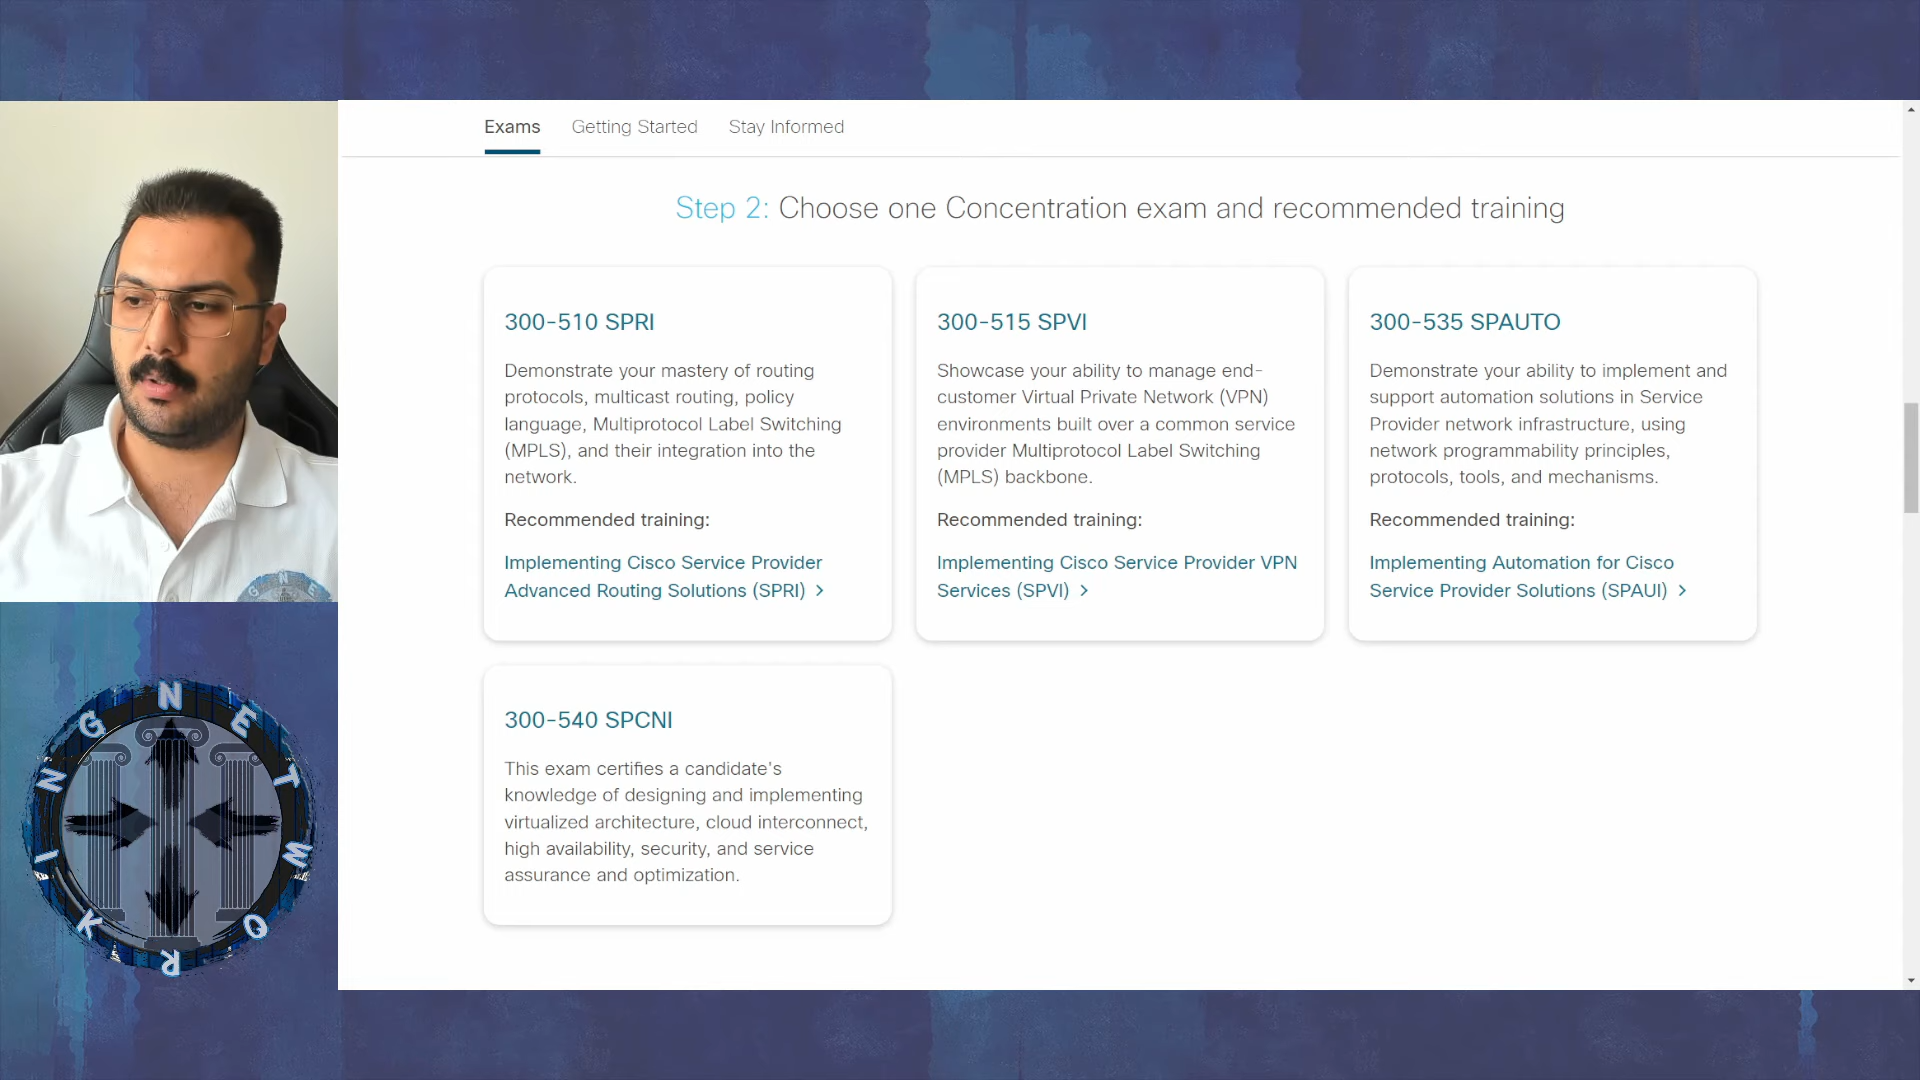 Exams Getting Started Stay Informed
Step 2: Choose one Concentration exam and recommended training
300-510 SPRI
Demonstrate your mastery of routing
protocols, multicast routing, policy
language, Multiprotocol Label Switching
(MPLS), and their integration into the
network.
Recommended training:
Implementing Cisco Service Provider
Advanced Routing Solutions (SPRI)
300-515 SPVI
Showcase your ability to manage end-
customer Virtual Private Network (VPN)
environments built over a common service
provider Multiprotocol Label Switching
(MPLS) backbone.
Recommended training:
Implementing Cisco Service Provider VPN
Services (SPVI)
300-535 SPAUTO
Demonstrate your ability to implement and
support automation solutions in Service
Provider network infrastructure, using
network programmability principles,
protocols, tools, and mechanisms.
Recommended training:
Implementing Automation for Cisco
Service Provider Solutions (SPAUI)
300-540 SPCNI
This exam certifies a candidate's
knowledge of designing and implementing
virtualized architecture, cloud interconnect,
high availability, security, and service
assurance and optimization.
NETWORKING